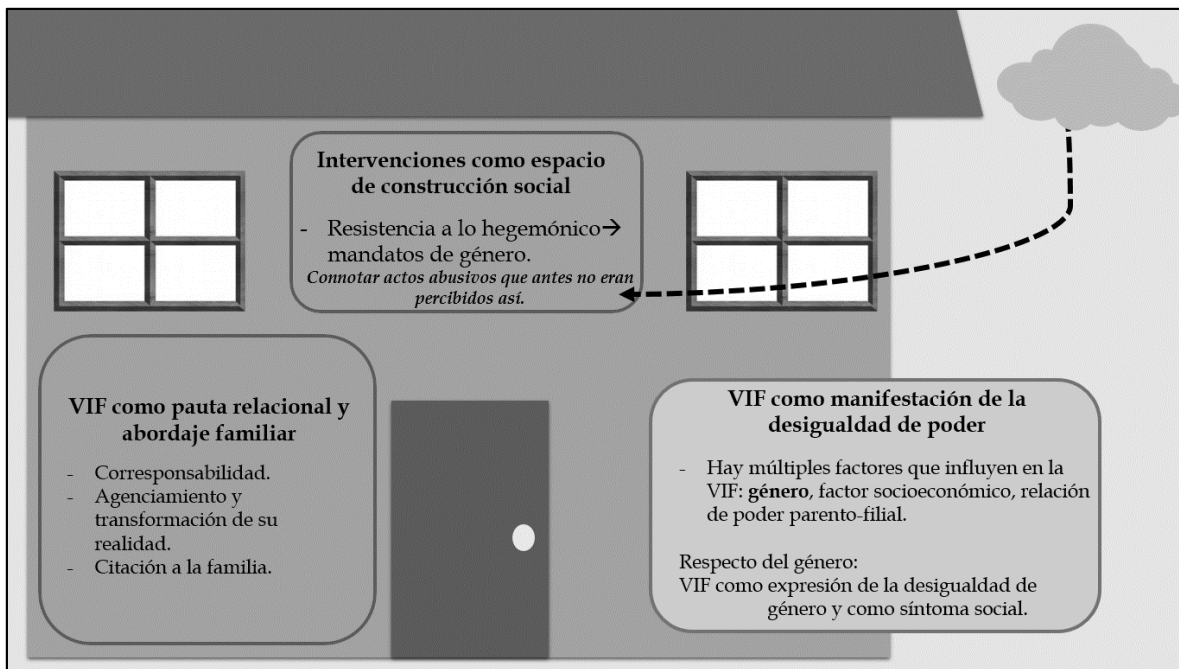 Intervenciones como espacio
de construcción social
- Resistencia a lo hegemónico→
mandatos de género.
Connotar actos abusivos que antes no eran
percibidos así.
VIF como pauta relacional y
abordaje familiar
- Corresponsabilidad.
- Agenciamiento y
transformación de su
realidad.
- Citación a la familia.
VIF como manifestación de la
desigualdad de poder
- Hay múltiples factores que influyen en la
VIF: género, factor socioeconómico, relación
de poder parento-filial.
Respecto del género:
VIF como expresión de la desigualdad de
género y como síntoma social.